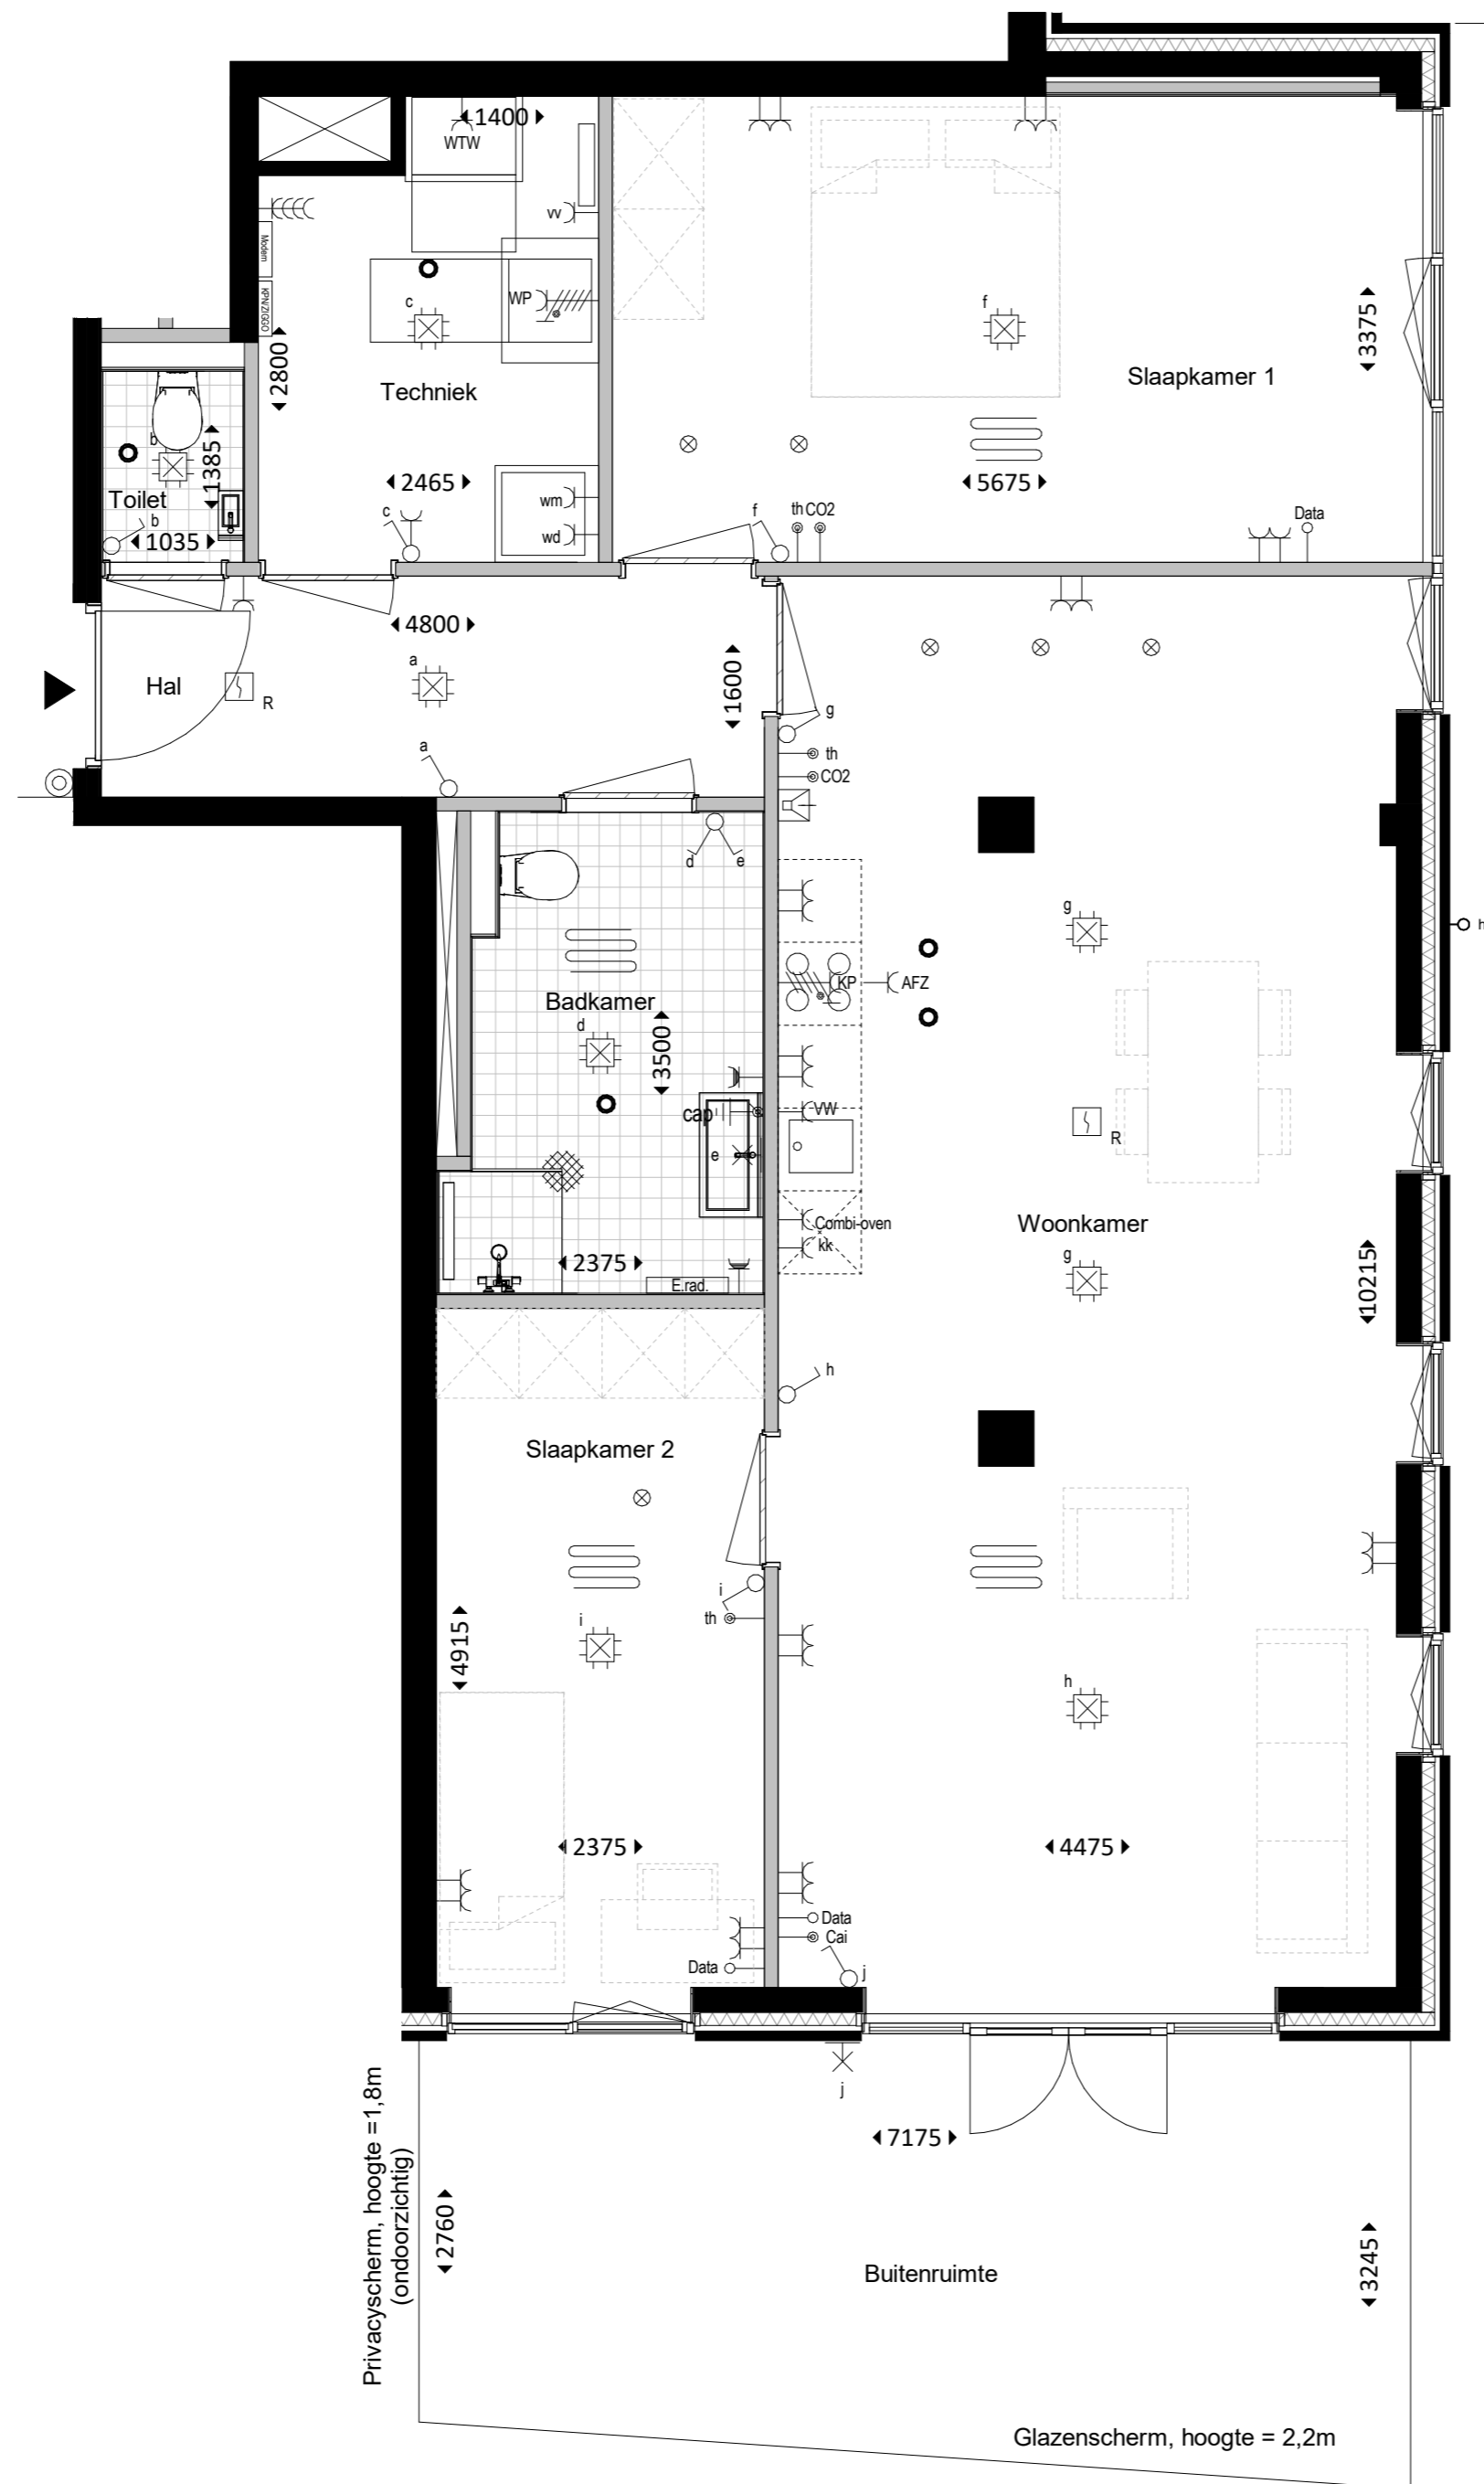 1400
WTW
vv
Modem
KPN/ZIGGO
WP
c
f
2800
3375
Techniek
Slaapkamer 1
b
1385
Toilet
b
1035
2465
c
wm
wd
5675
f
th CO2
Data
4800
a
Hal
R
1600
a
g
th
CO2
d
e
g
h
KP
AFZ
Badkamer
d
3500
cap
VW
e
R
Combi-oven
kk
Woonkamer
g
2375
E.rad.
10215
h
Slaapkamer 2
i
th
i
4915
h
2375
4475
Data
Cai
Data
j
j
Privacyscherm, hoogte =1,8m
(ondoorzichtig)
7175
2760
3245
Buitenruimte
Glazenscherm, hoogte = 2,2m